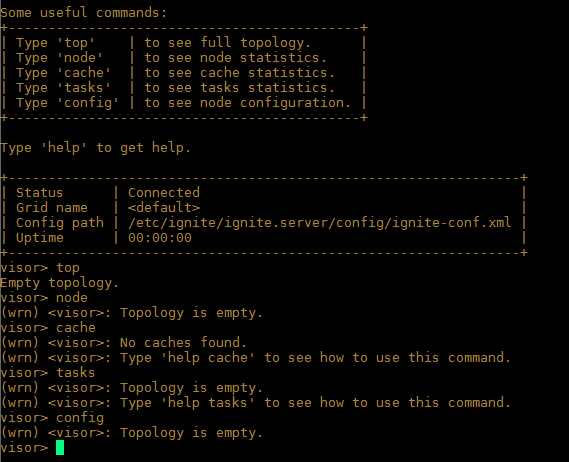 Some useful commands:
+--------------------------------------------+
| Type 'top'    | to see full topology.      |
| Type 'node'   | to see node statistics.    |
| Type 'cache'  | to see cache statistics.   |
| Type 'tasks'  | to see tasks statistics.   |
| Type 'config' | to see node configuration. |
+--------------------------------------------+
Type 'help' to get help.
+---------------------------------------------------------------+
| Status      | Connected                                       |
| Grid name   | <default>                                       |
| Config path | /etc/ignite/ignite.server/config/ignite-conf.xml |
| Uptime      | 00:00:00                                        |
+---------------------------------------------------------------+
visor> top
Empty topology.
visor> node
(wrn) <visor>: Topology is empty.
visor> cache
(wrn) <visor>: No caches found.
(wrn) <visor>: Type 'help cache' to see how to use this command.
visor> tasks
(wrn) <visor>: Topology is empty.
(wrn) <visor>: Type 'help tasks' to see how to use this command.
visor> config
(wrn) <visor>: Topology is empty.
visor>